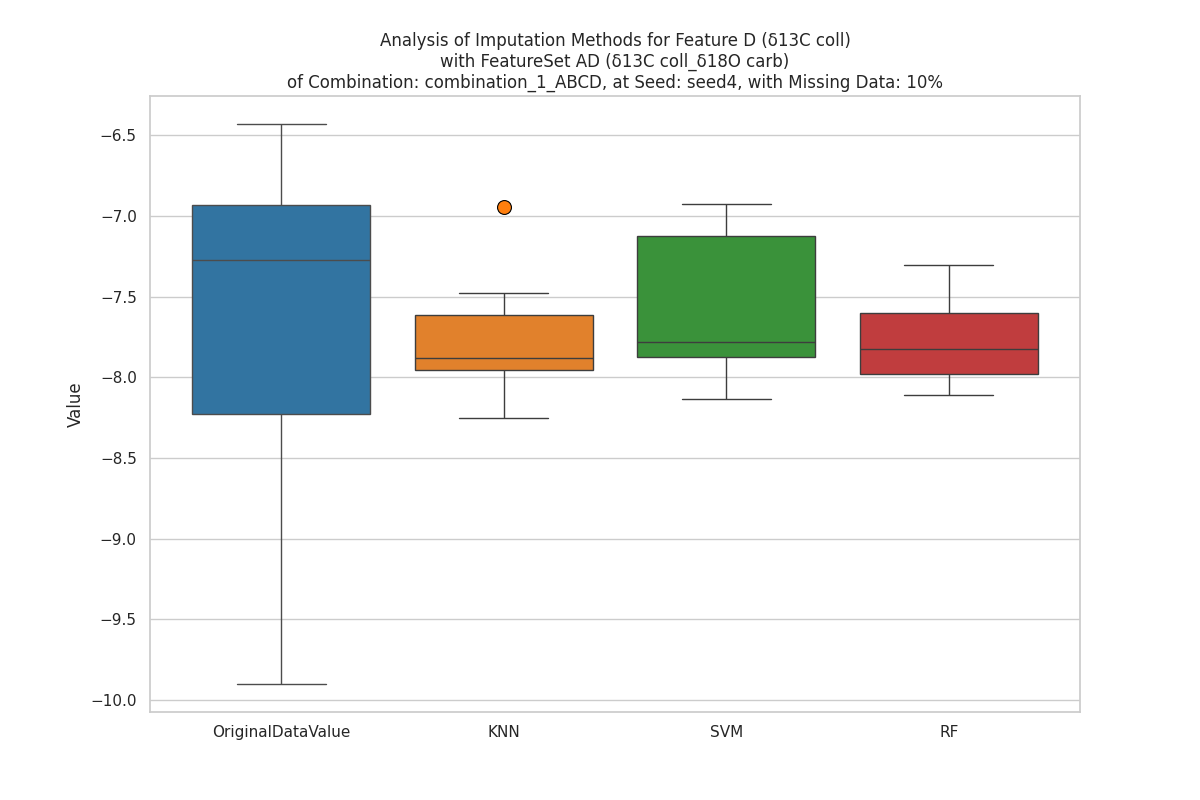 Analysis of Imputation Methods for Feature D (δ13C coll)
with FeatureSet AD (δ13C coll_δ18O carb)
of Combination: combination_1_ABCD, at Seed: seed4, with Missing Data: 10%
Value
−6.5
−7.0
−7.5
−8.0
−8.5
−9.0
−9.5
−10.0
OriginalDataValue
KNN
SVM
RF